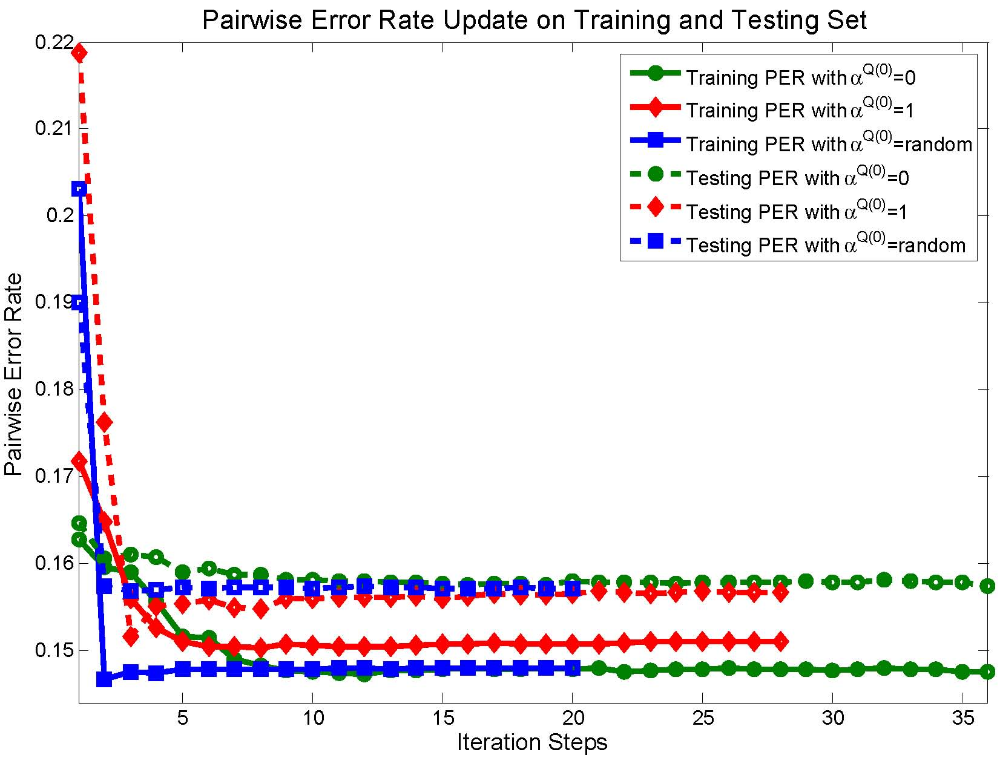 Pairwise Error Rate Update on Training and Testing Set
0.22
0.21
0.2
0.19
0.18
0.17
0.16
0.15
Pairwise Error Rate
Training PER with α^Q(0)=0
Training PER with α^Q(0)=1
Training PER with α^Q(0)=random
Testing PER with α^Q(0)=0
Testing PER with α^Q(0)=1
Testing PER with α^Q(0)=random
5 10 15 20 25 30 35
Iteration Steps